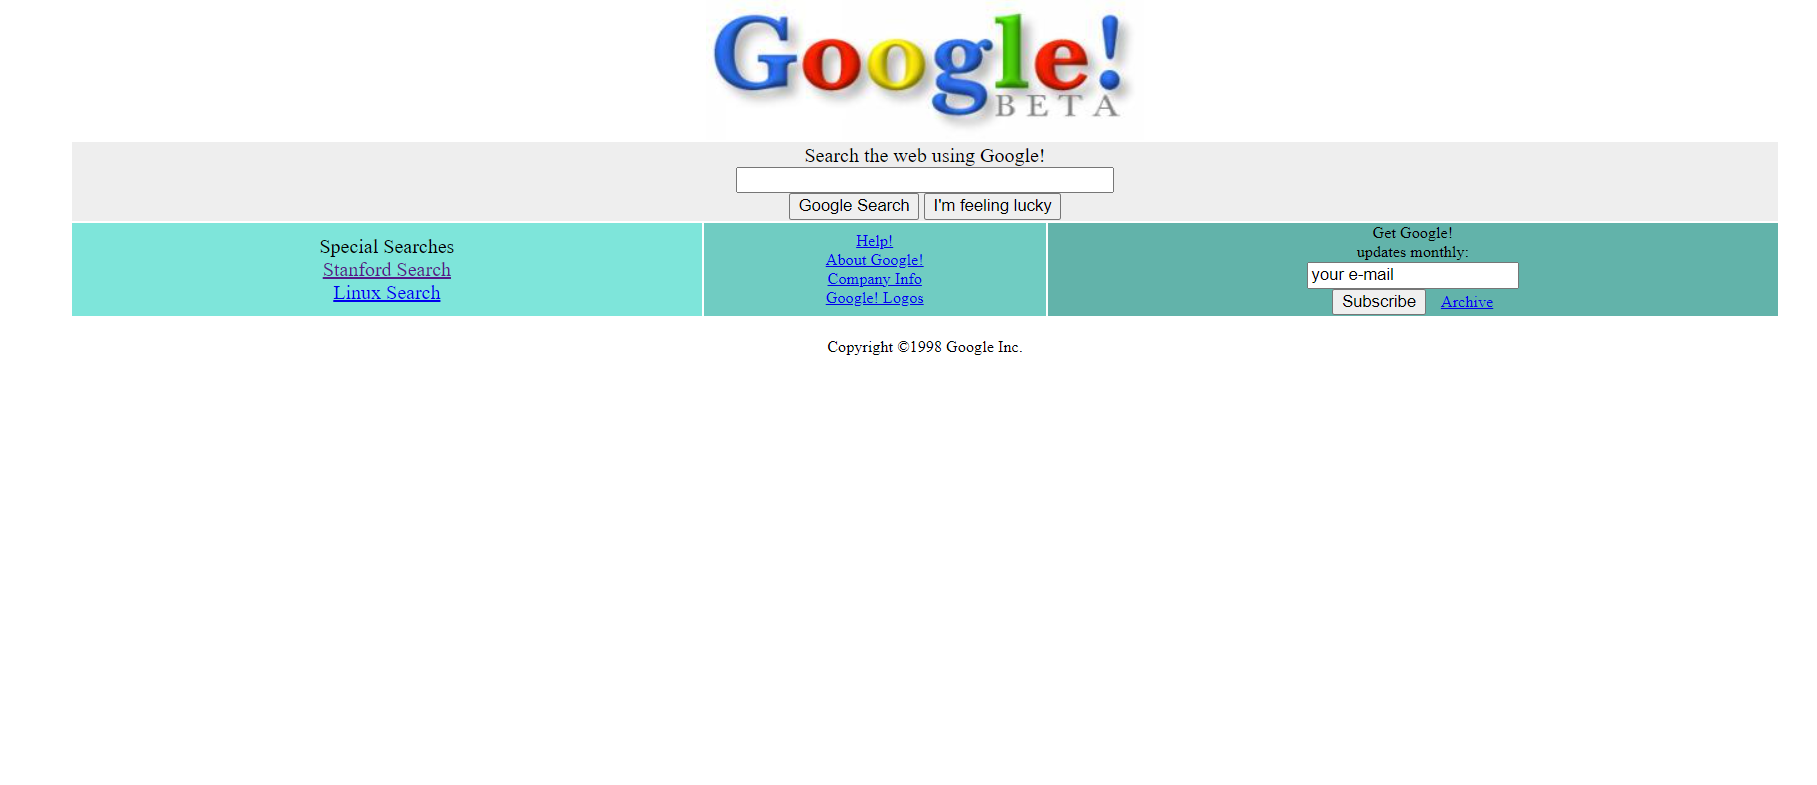 Google!
BETA
Search the web using Google!
Google Search I'm feeling lucky
Special Searches
Stanford Search
Linux Search
Help!
About Google!
Company Info
Google! Logos
Get Google!
updates monthly:
your e-mail
Subscribe Archive
Copyright ©1998 Google Inc.